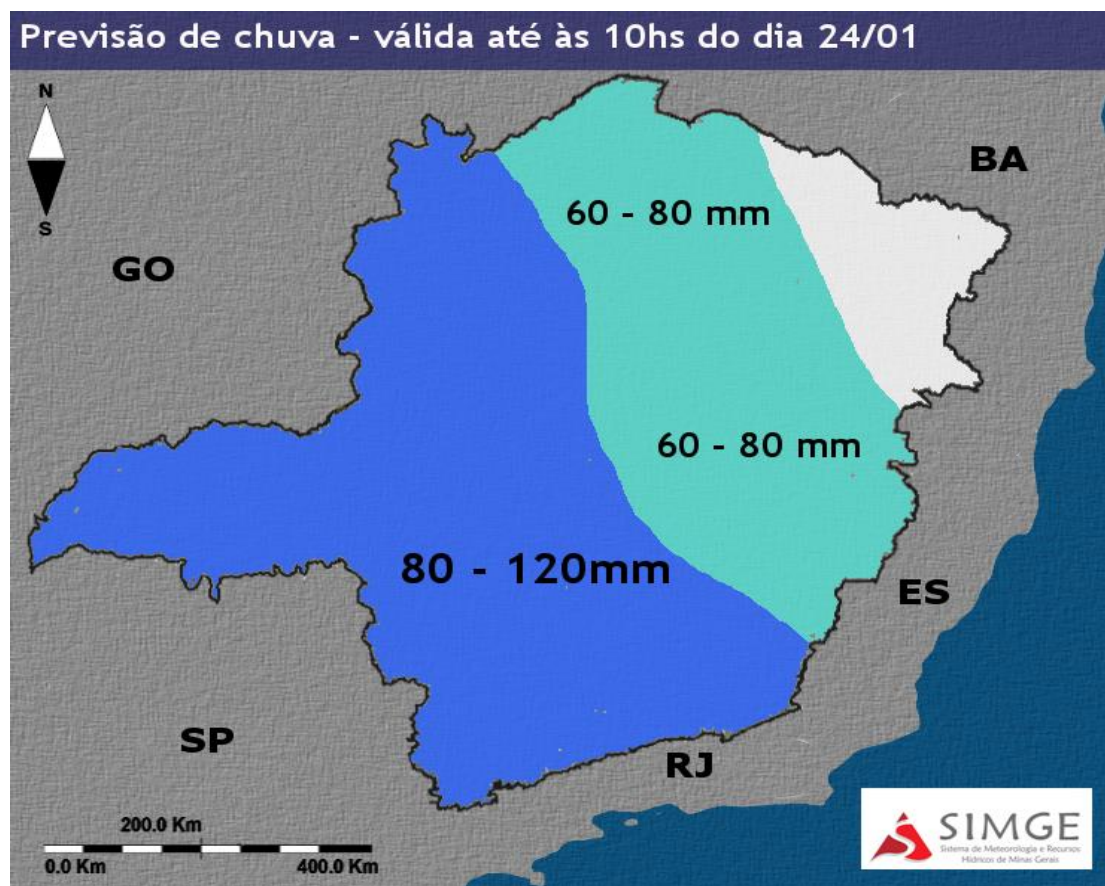 Previsão de chuva - válida até às 10hs do dia 24/01
N
S
BA
60 - 80 mm
GO
60 - 80 mm
80 - 120mm
ES
SP
RJ
200.0 Km
0.0 Km 400.0 Km
SIMGE
Sistema de Meteorologia e Recursos
Hídricos de Minas Gerais